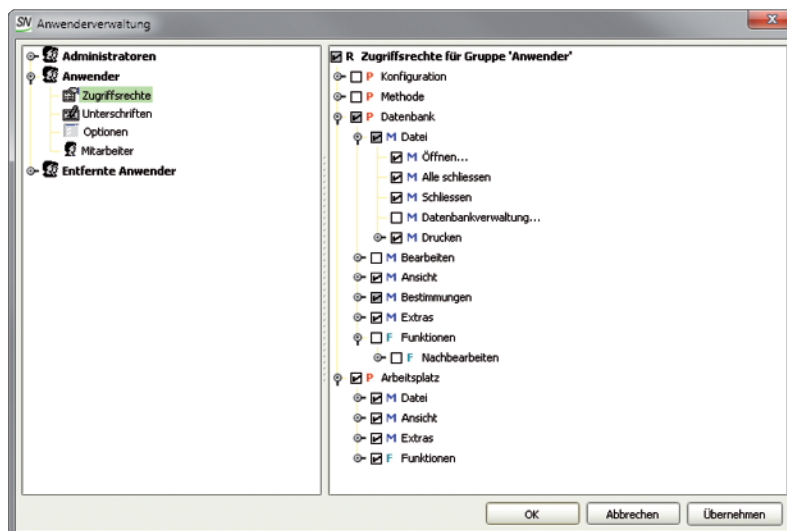 SN Anwenderverwaltung
Administratoren
Anwender
Zugriffsrechte
Unterschriften
Optionen
Mitarbeiter
Entfernte Anwender
R Zugriffsrechte für Gruppe 'Anwender'
P Konfiguration
P Methode
P Datenbank
M Datei
M Öffnen...
M Alle schliessen
M Schliessen
M Datenbankverwaltung...
M Drucken
M Bearbeiten
M Ansicht
M Bestimmungen
M Extras
F Funktionen
F Nachbearbeiten
P Arbeitsplatz
M Datei
M Ansicht
M Extras
F Funktionen
OK Abbrechen Übernehmen